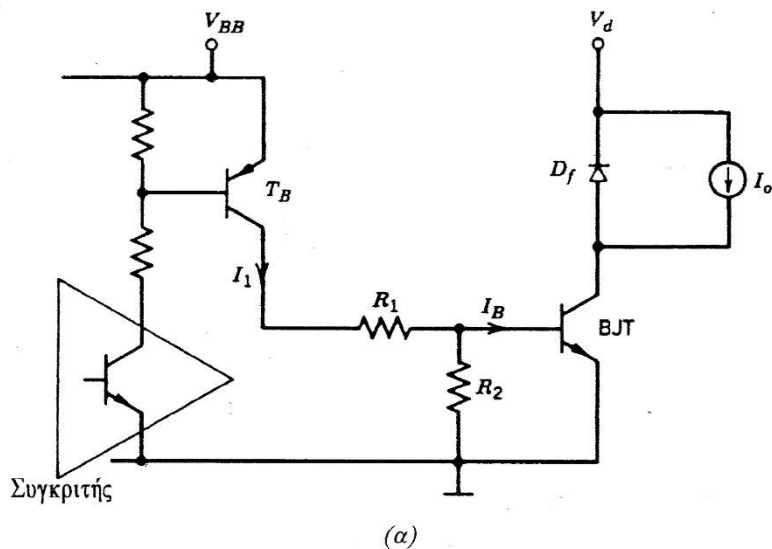 V_BB
V_d
T_B
D_f
I_o
I_1
R_1
I_B
BJT
R_2
Συγκριτής
(α)